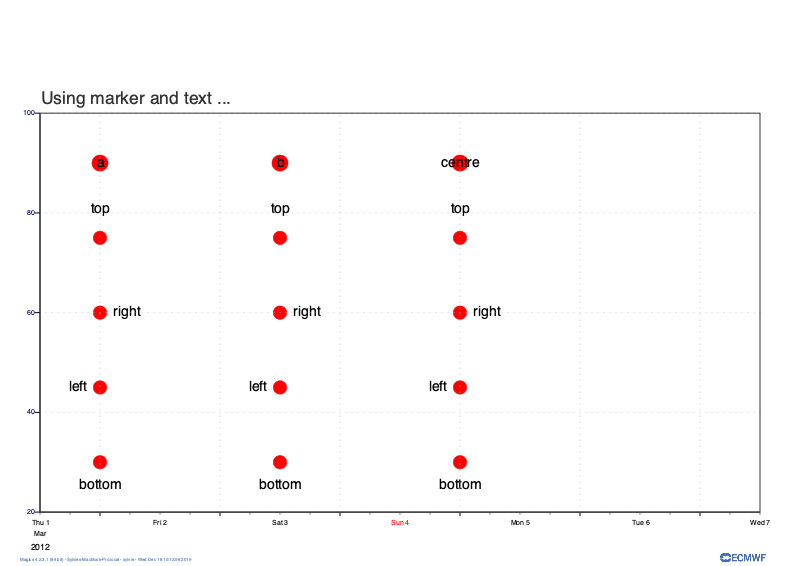 Using marker and text ...
100
a b centre
top top top
80
60 right right right
left left left
40
bottom bottom bottom
20
Thu 1 Fri 2 Sat 3 Sun 4 Mon 5 Tue 6 Wed 7
Mar
2012
ECMWF